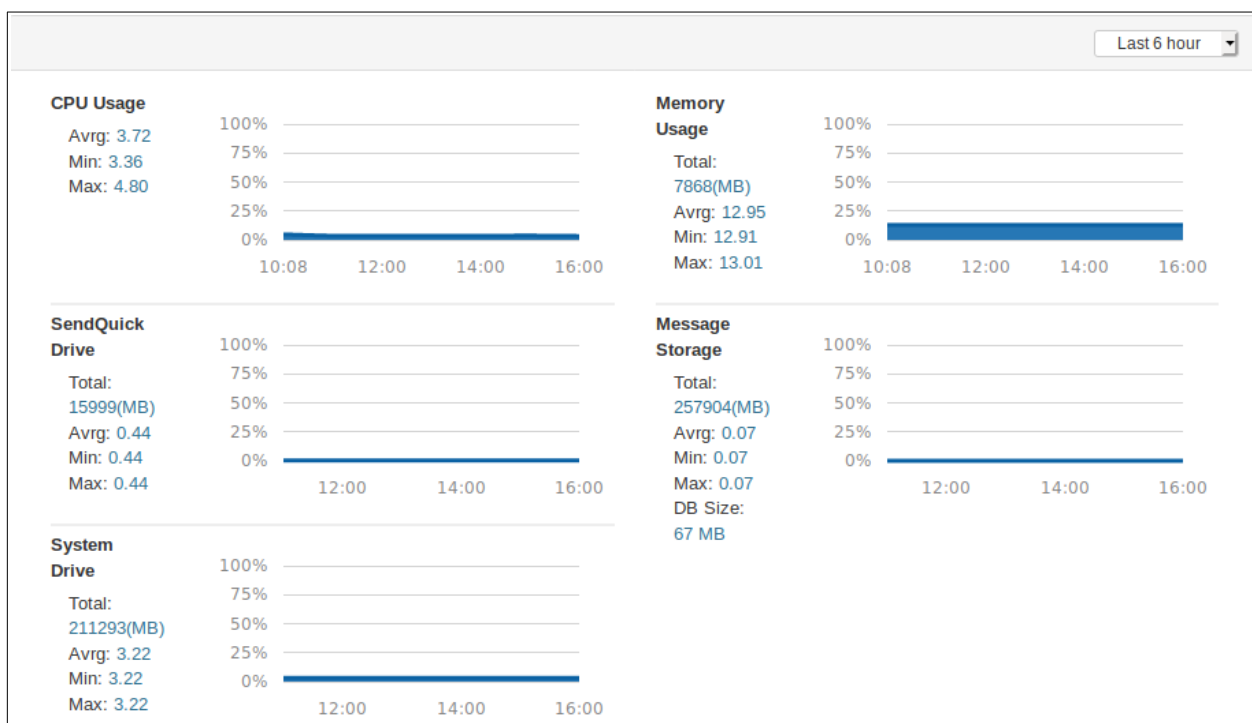 Last 6 hour
CPU Usage
Avrg: 3.72
Min: 3.36
Max: 4.80
100%
75%
50%
25%
0%
10:08 12:00 14:00 16:00
Memory
Usage
Total:
7868(MB)
Avrg: 12.95
Min: 12.91
Max: 13.01
100%
75%
50%
25%
0%
10:08 12:00 14:00 16:00
SendQuick
Drive
Total:
15999(MB)
Avrg: 0.44
Min: 0.44
Max: 0.44
100%
75%
50%
25%
0%
12:00 14:00 16:00
Message
Storage
Total:
257904(MB)
Avrg: 0.07
Min: 0.07
Max: 0.07
DB Size:
67 MB
100%
75%
50%
25%
0%
12:00 14:00 16:00
System
Drive
Total:
211293(MB)
Avrg: 3.22
Min: 3.22
Max: 3.22
100%
75%
50%
25%
0%
12:00 14:00 16:00